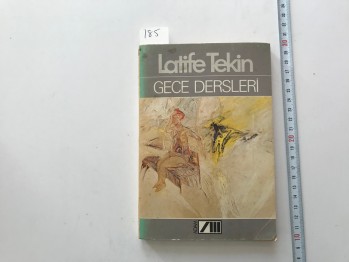 185
Latife Tekin
GECE DERSLERİ